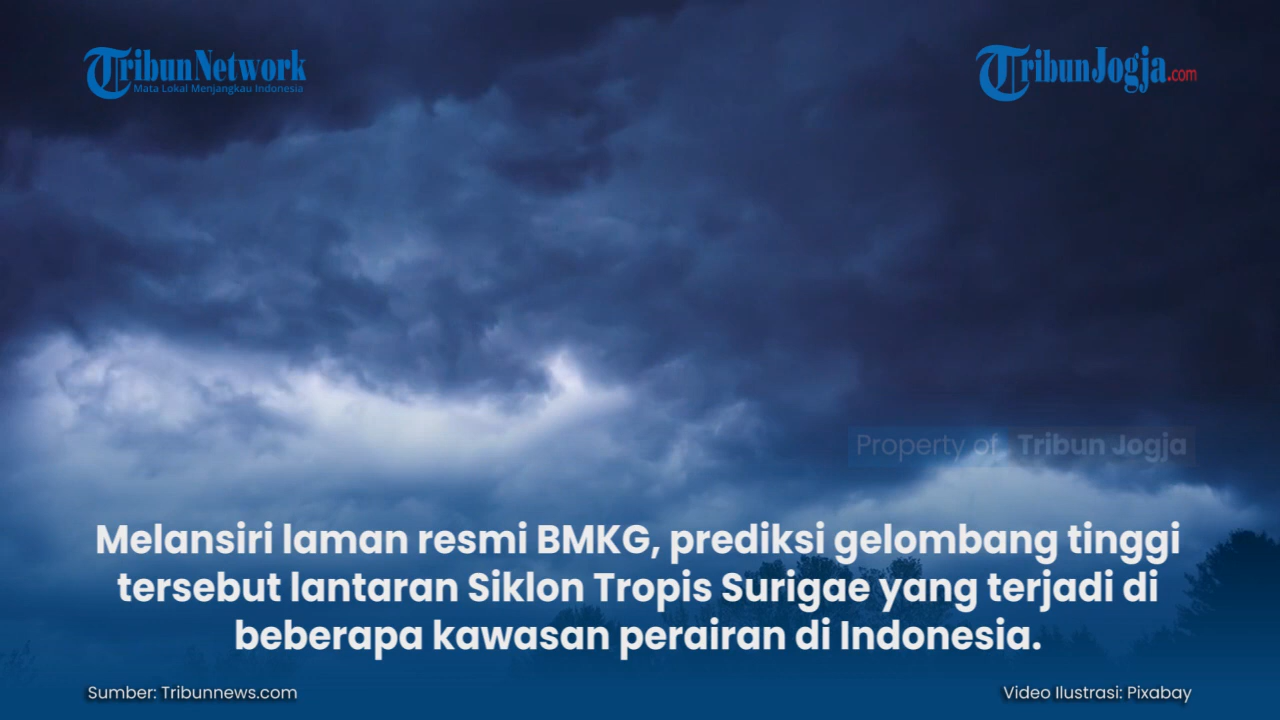 TribunNetwork
Mata Lokal Menjangkau Indonesia
TribunJogja.com
Property of Tribun Jogja
Melansiri laman resmi BMKG, prediksi gelombang tinggi
tersebut lantaran Siklon Tropis Surigae yang terjadi di
beberapa kawasan perairan di Indonesia.
Sumber: Tribunnews.com
Video Ilustrasi: Pixabay